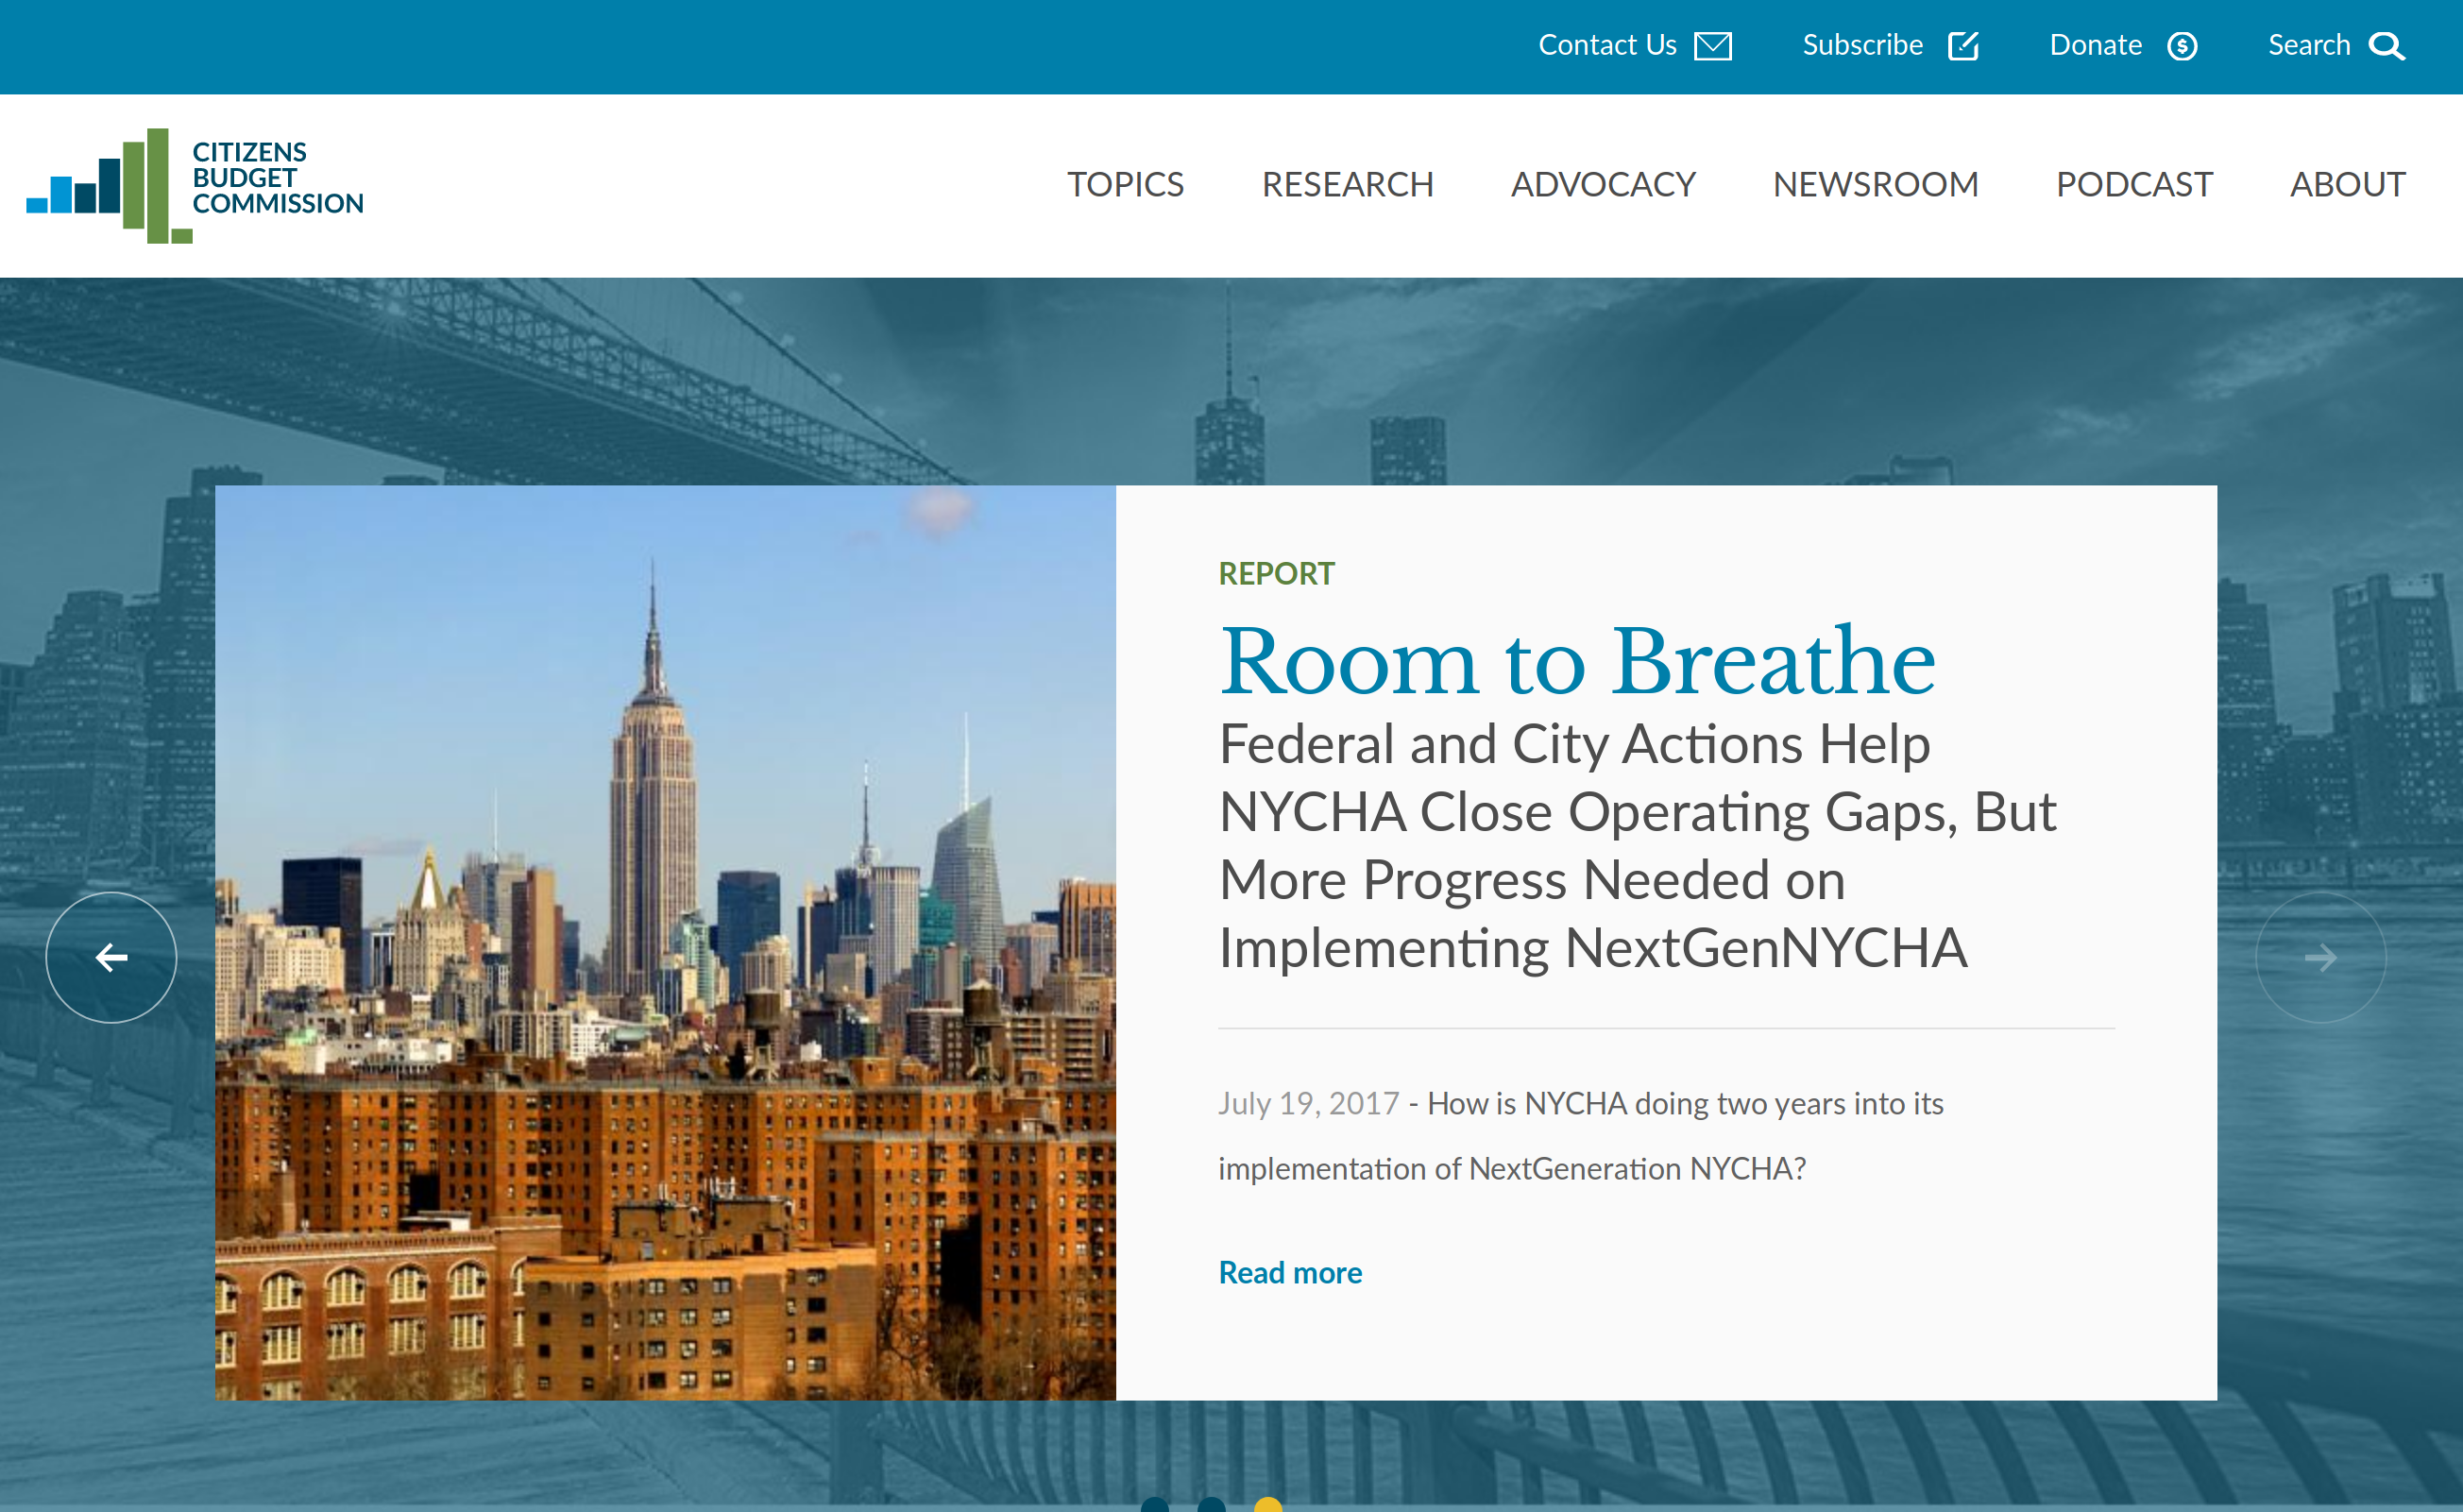 Contact Us Subscribe Donate Search
CITIZENS
BUDGET
COMMISSION
TOPICS RESEARCH ADVOCACY NEWSROOM PODCAST ABOUT
REPORT
Room to Breathe
Federal and City Actions Help
NYCHA Close Operating Gaps, But
More Progress Needed on
Implementing NextGenNYCHA
July 19, 2017 - How is NYCHA doing two years into its
implementation of NextGeneration NYCHA?
Read more